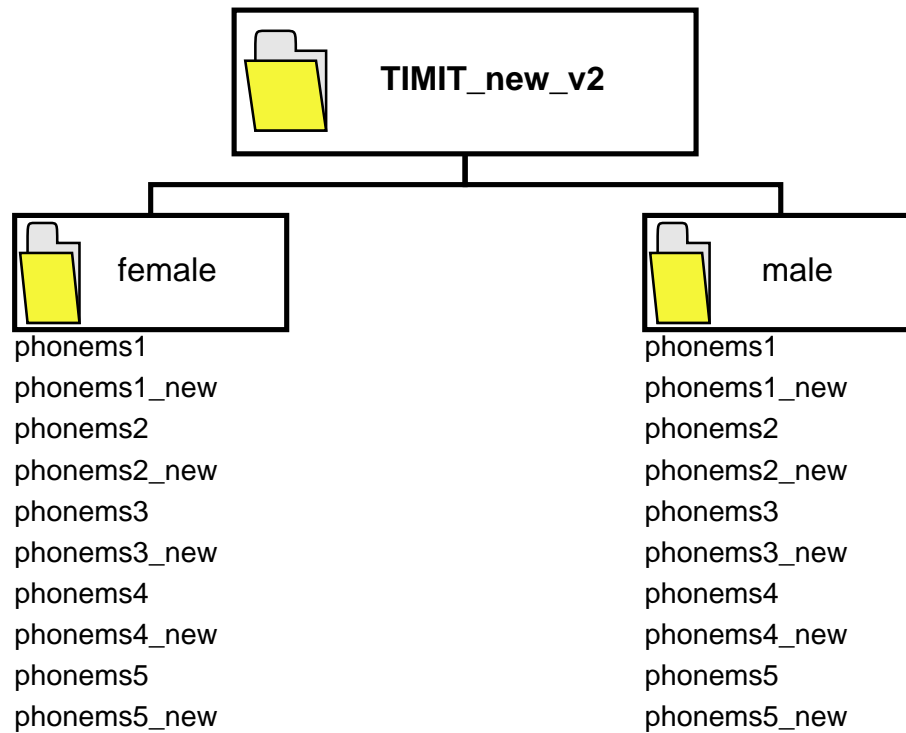 TIMIT_new_v2
female
phonems1
phonems1_new
phonems2
phonems2_new
phonems3
phonems3_new
phonems4
phonems4_new
phonems5
phonems5_new
male
phonems1
phonems1_new
phonems2
phonems2_new
phonems3
phonems3_new
phonems4
phonems4_new
phonems5
phonems5_new